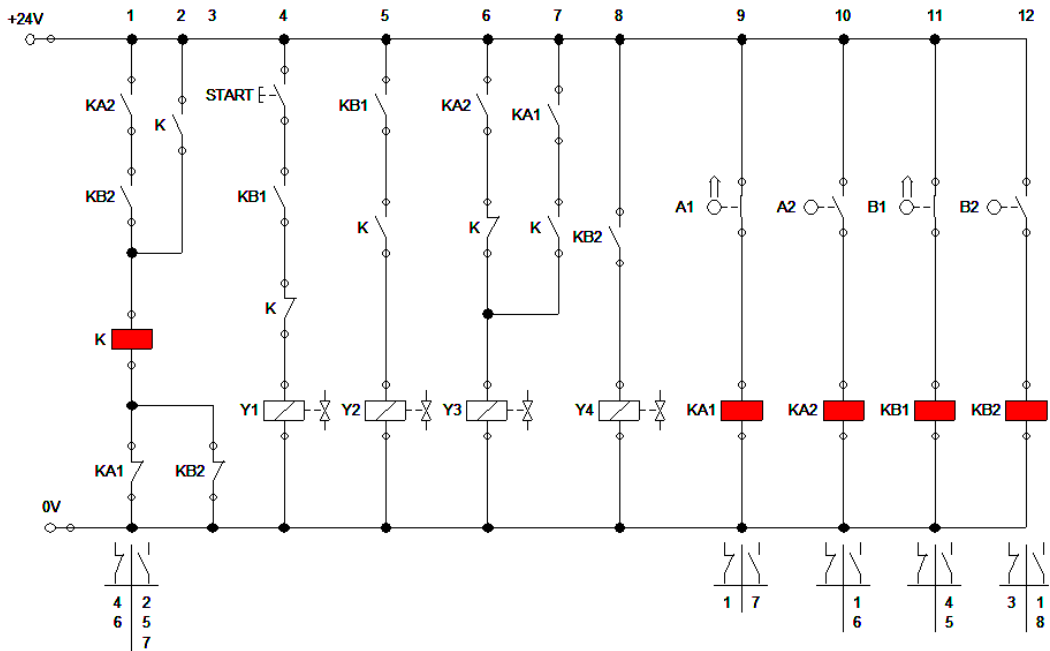 1 2 3 4 5 6 7 8 9 10 11 12
+24V
KA2 K START KB1 KA2 KA1
KB2 KB1 K K K KB2 A1 A2 B1 B2
K K
Y1 Y2 Y3 Y4 KA1 KA2 KB1 KB2
KA1 KB2
0V
4 2 1 7 1 4 3 1
6 5 6 5 8
7